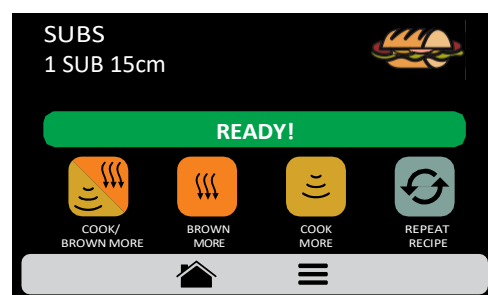 SUBS
1 SUB 15cm
READY!
COOK/
BROWN MORE
BROWN
MORE
COOK
MORE
REPEAT
RECIPE